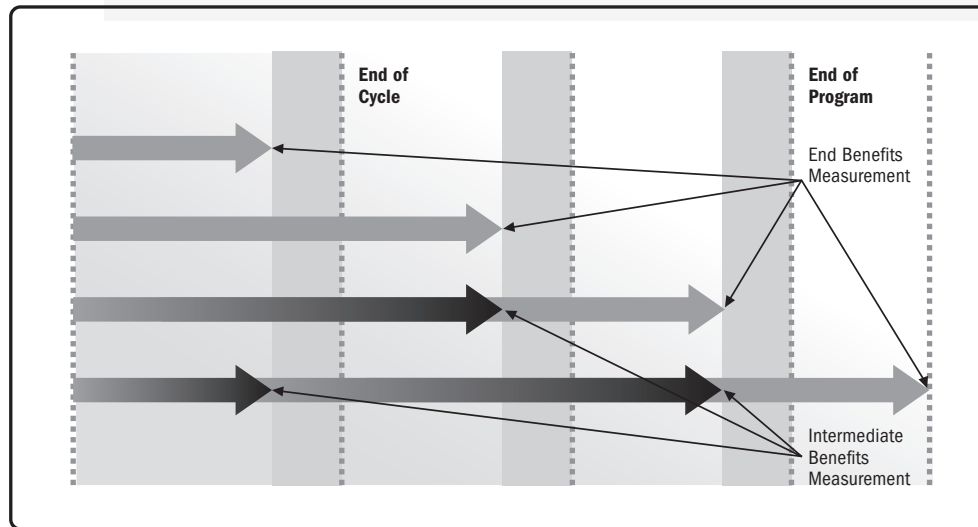 End of
Cycle
End of
Program
End Benefits
Measurement
Intermediate
Benefits
Measurement